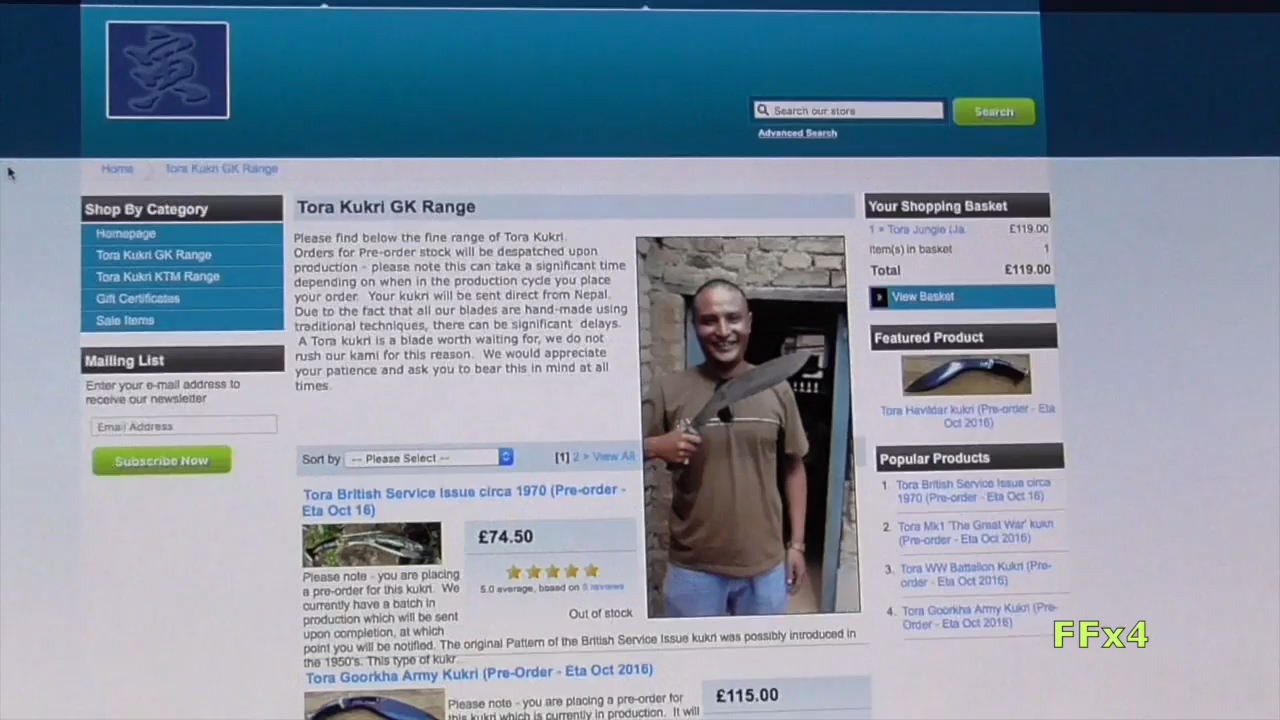 寅
Search our store
Search
Advanced Search
Home
Tora Kukri GK Range
Shop By Category
Homepage
Tora Kukri GK Range
Tora Kukri KTM Range
Gift Certificates
Sale Items
Mailing List
Enter your e-mail address to
receive our newsletter
Email Address
Subscribe Now
Tora Kukri GK Range
Please find below the fine range of Tora Kukri
Orders for Pre-order stock will be despatched upon
production - please note this can take a significant time
depending on when in the production cycle you place
your order. Your kukri will be sent direct from Nepal.
Due to the fact that all our blades are hand-made using
traditional techniques, there can be significant delays.
A Tora kukri is a blade worth waiting for, we do not
rush our kami for this reason. We would appreciate
your patience and ask you to bear this in mind at all
times.
Sort by -- Please Select -- [1] 2 > View All
Tora British Service Issue circa 1970 (Pre-order -
Eta Oct 16)
£74.50
5.0 average, based on 5 reviews
Out of stock
Please note - you are placing
a pre-order for this kukri. We
currently have a batch in
production which will be sent
upon completion, at which
point you will be notified. The original Pattern of the British Service Issue kukri was possibly introduced in
the 1950's. This type of kukr
Tora Goorkha Army Kukri (Pre-Order - Eta Oct 2016)
Please note - you are placing a pre-order for
this kukri which is currently in production. It will
£115.00
Your Shopping Basket
1 × Tora Jungle (Ja. £119.00
Item(s) in basket 1
Total £119.00
» View Basket
Featured Product
Tora Havildar kukri (Pre-order - Eta
Oct 2016)
Popular Products
1. Tora British Service Issue circa
1970 (Pre-order - Eta Oct 16)
2. Tora Mk1 'The Great War' kukri
(Pre-order - Eta Oct 2016)
3. Tora WW Battalion Kukri (Pre-
order - Eta Oct 2016)
4. Tora Goorkha Army Kukri (Pre-
Order - Eta Oct 2016)
FFx4